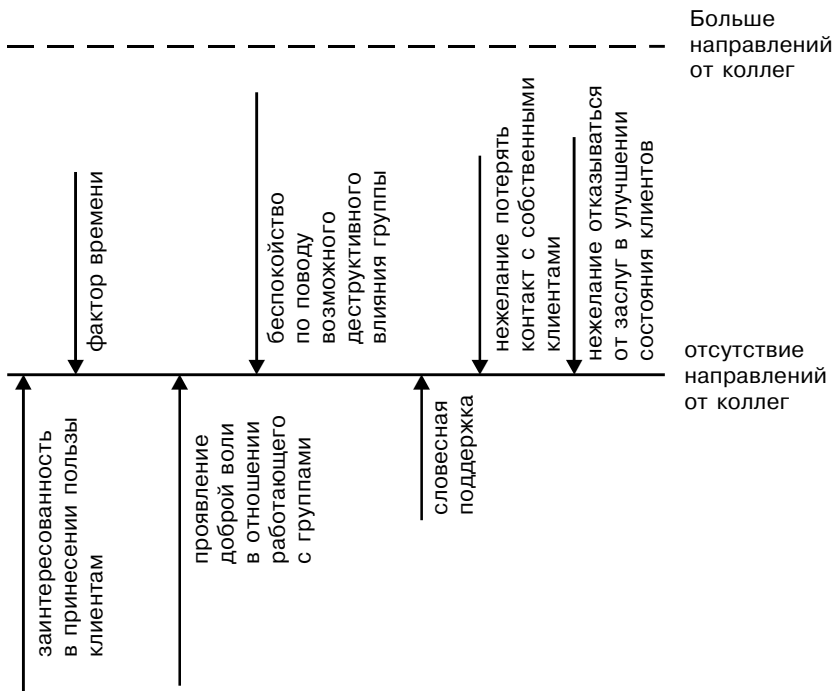 Больше
направлений
от коллег
фактор времени
беспокойство
по поводу
возможного
деструктивного
влияния группы
нежелание потерять
контакт с собственными
клиентами
нежелание отказываться
от заслуг в улучшении
состояния клиентов
отсутствие
направлений
от коллег
заинтересованность
в принесении пользы
клиентам
проявление
доброй воли
в отношении
работающего
с группами
словесная
поддержка